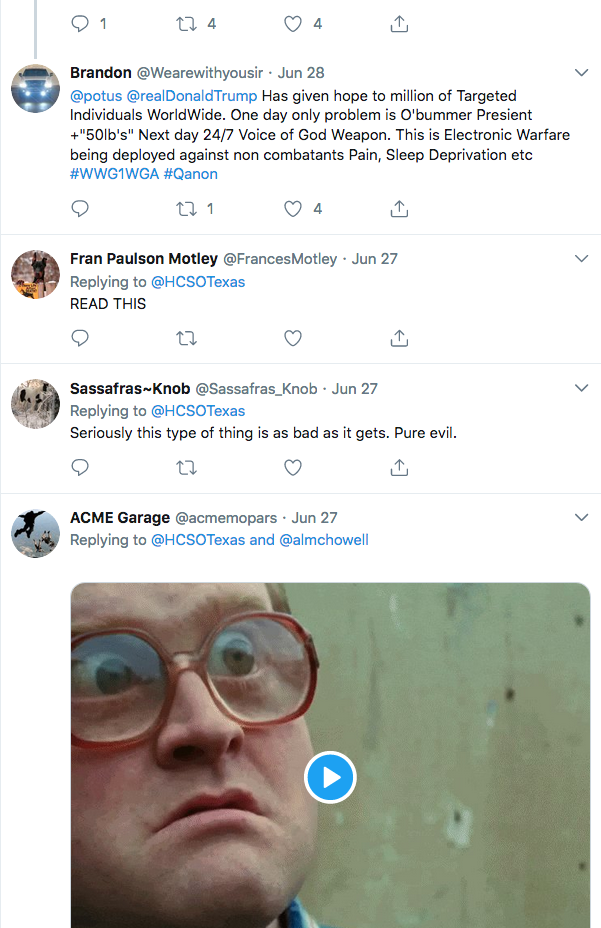 1 4 4
Brandon @Wearewithyousir · Jun 28
@potus @realDonaldTrump Has given hope to million of Targeted
Individuals WorldWide. One day only problem is O'bummer Presient
+"50lb's" Next day 24/7 Voice of God Weapon. This is Electronic Warfare
being deployed against non combatants Pain, Sleep Deprivation etc
#WWG1WGA #Qanon
1 4
Fran Paulson Motley @FrancesMotley · Jun 27
Replying to @HCSOTexas
READ THIS
Sassafras~Knob @Sassafras_Knob · Jun 27
Replying to @HCSOTexas
Seriously this type of thing is as bad as it gets. Pure evil.
ACME Garage @acmemopars · Jun 27
Replying to @HCSOTexas and @almchowell